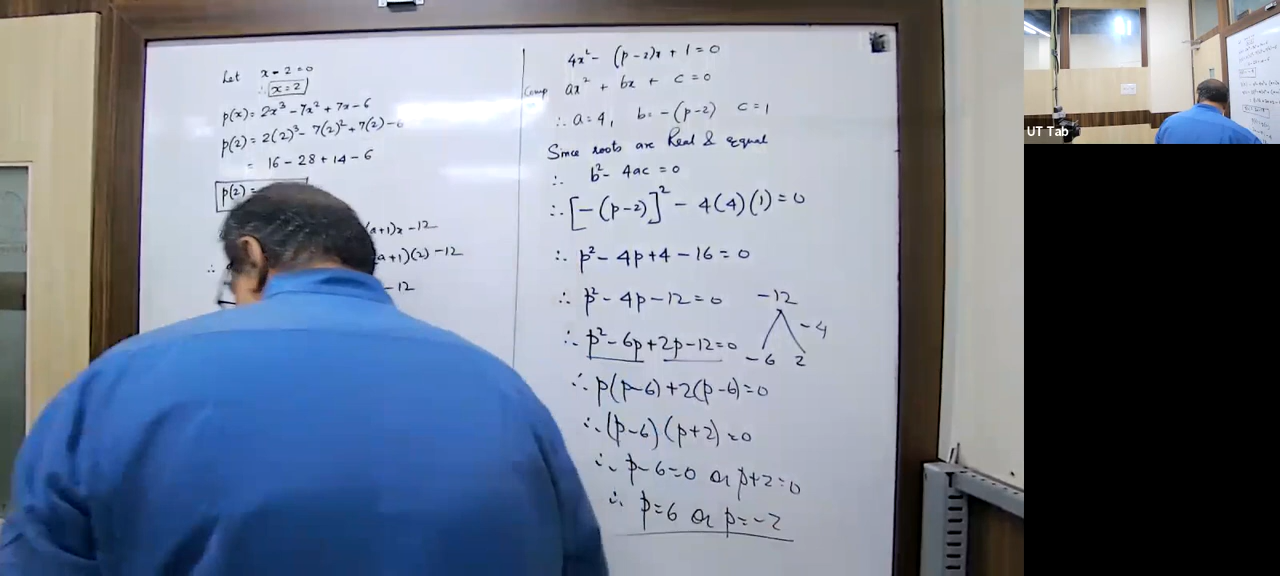 Let x-2=0
∴ x=2
p(x) = 2x³-7x²+7x-6
p(2) = 2(2)³-7(2)²+7(2)-6
= 16-28+14-6
p(2) =
(a+1)x-12
∴ (a+1)(2)-12
-12
4x²-(p-2)x+1=0
Comp ax²+bx+c=0
∴ a=4, b=-(p-2) c=1
Since roots are Real & equal
∴ b²-4ac=0
∴ [-(p-2)]²-4(4)(1)=0
∴ p²-4p+4-16=0
∴ p²-4p-12=0
∴ p²-6p+2p-12=0
-12
-4
-6 2
∴ p(p-6)+2(p-6)=0
∴ (p-6)(p+2)=0
∴ p-6=0 or p+2=0
∴ p=6 or p=-2
UT Tab